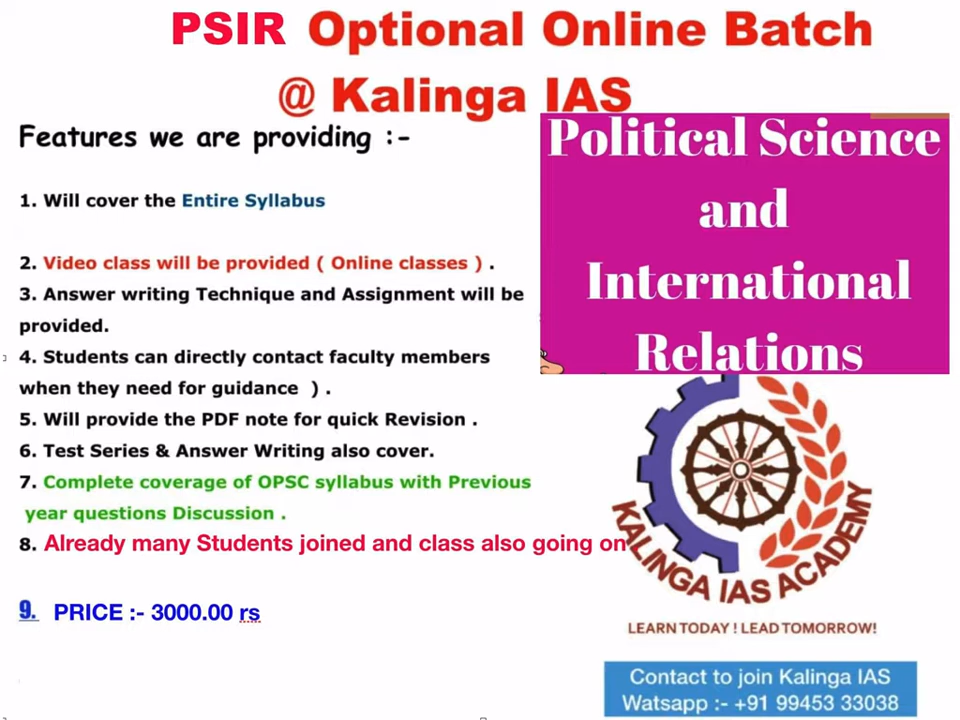 PSIR Optional Online Batch
@ Kalinga IAS
Features we are providing :-
1. Will cover the Entire Syllabus
2. Video class will be provided ( Online classes ) .
3. Answer writing Technique and Assignment will be
provided.
4. Students can directly contact faculty members
when they need for guidance ) .
5. Will provide the PDF note for quick Revision .
6. Test Series & Answer Writing also cover.
7. Complete coverage of OPSC syllabus with Previous
year questions Discussion .
8. Already many Students joined and class also going on
9. PRICE :- 3000.00 rs
Political Science
and
International
Relations
KALINGA IAS ACADEMY
LEARN TODAY ! LEAD TOMORROW!
Contact to join Kalinga IAS
Watsapp :- +91 99453 33038